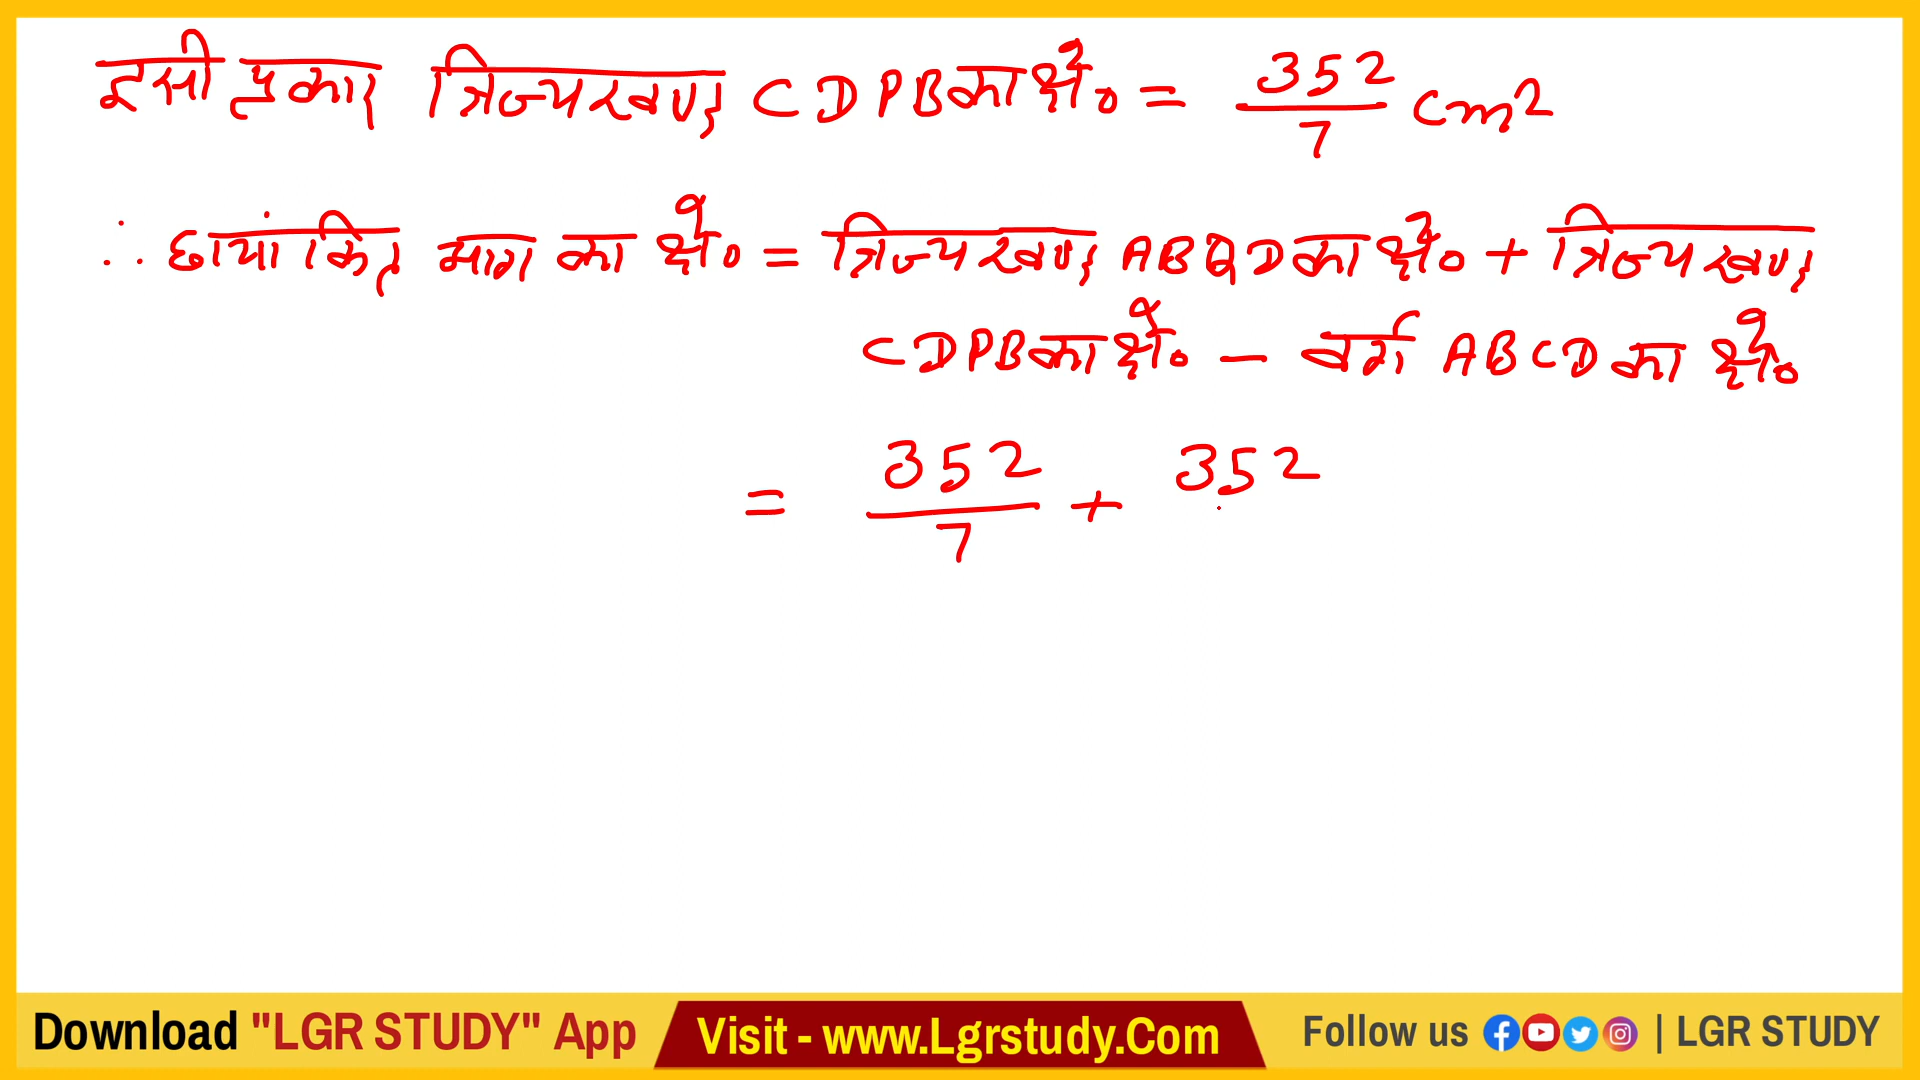 इसी प्रकार त्रिज्यखण्ड CDPB का क्षे० = 352/7 cm²
∴ छायांकित भाग का क्षे० = त्रिज्यखण्ड ABQD का क्षे० + त्रिज्यखण्ड
CDPB का क्षे० – वर्ग ABCD का क्षे०
= 352/7 + 352
Download "LGR STUDY" App Visit - www.Lgrstudy.Com Follow us | LGR STUDY